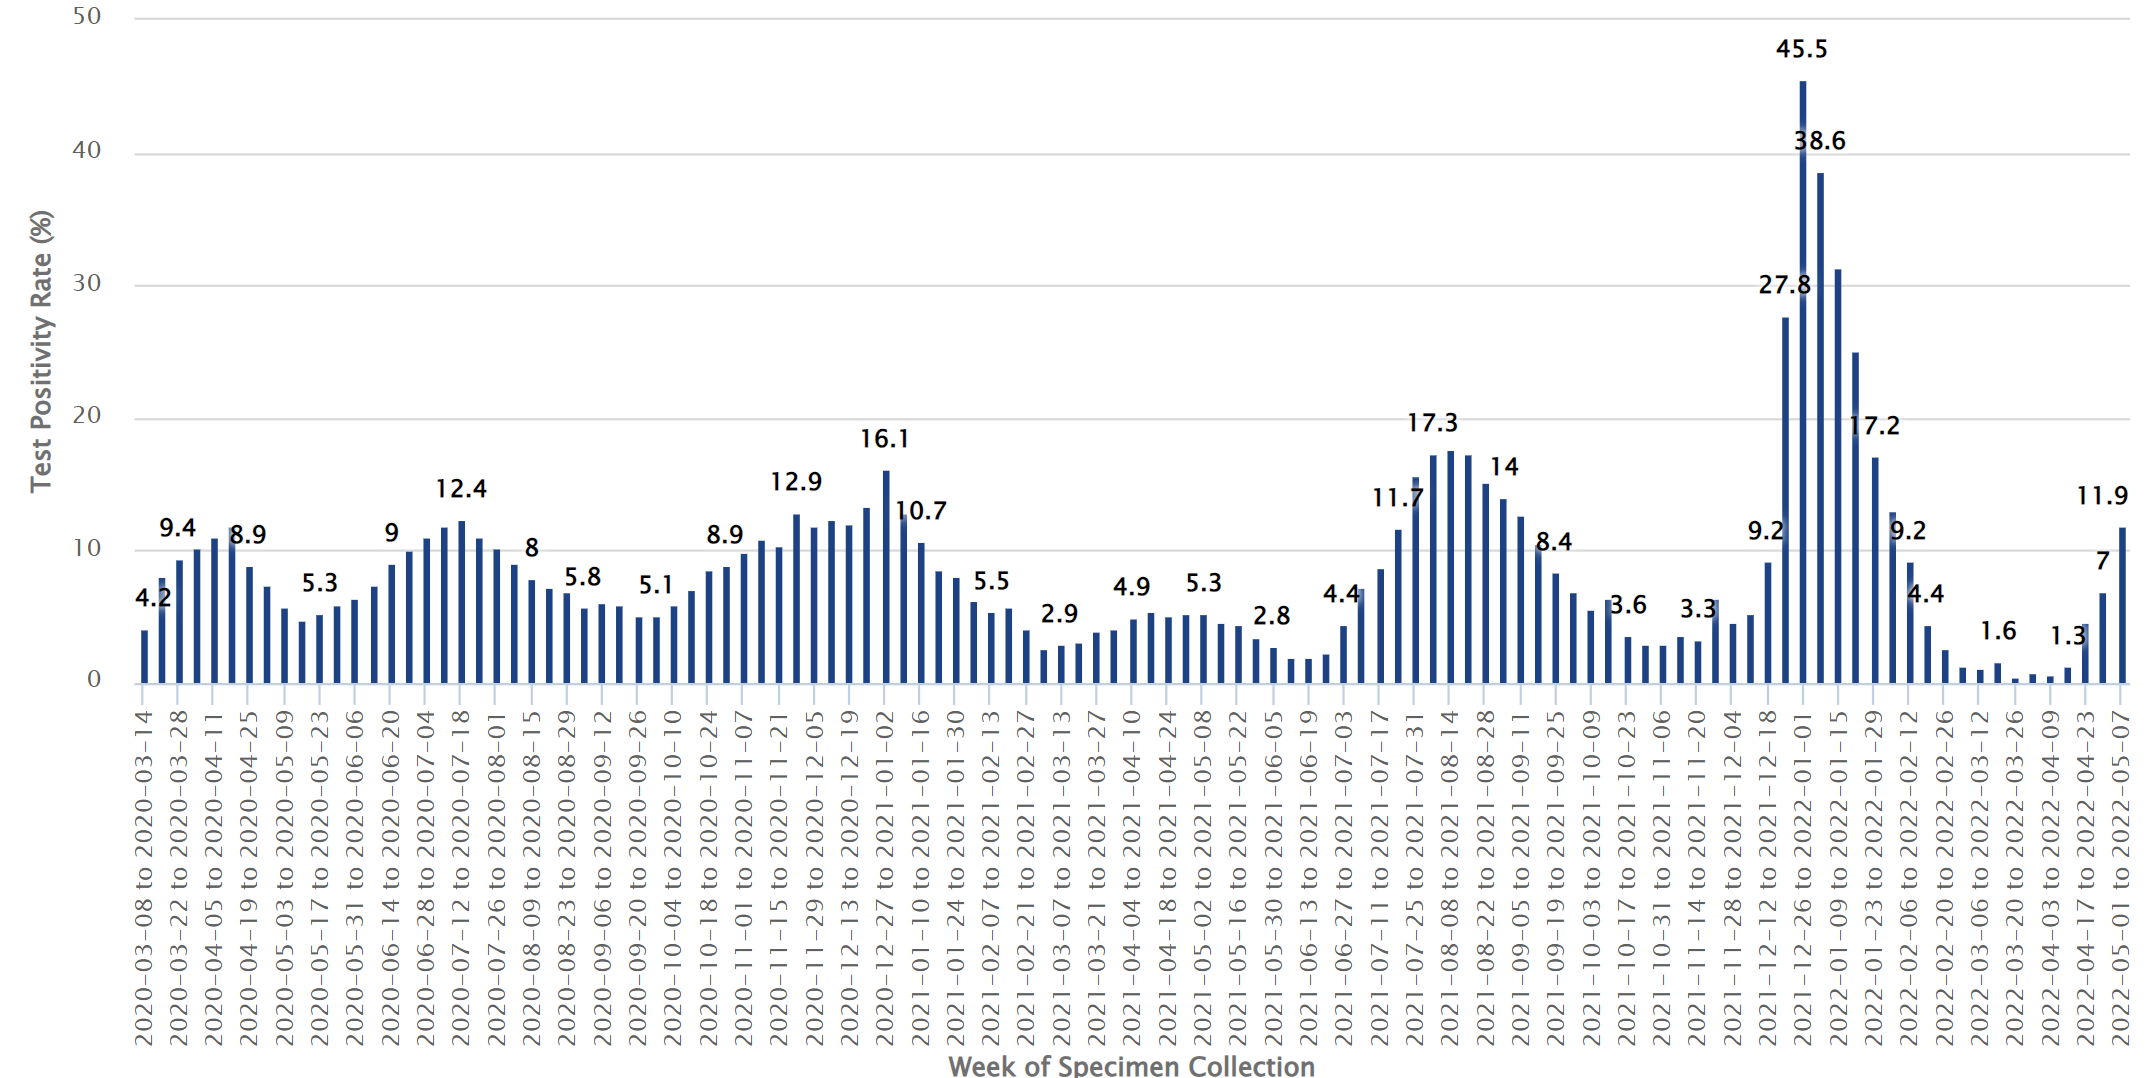 50
40
30
20
10
0
Test Positivity Rate (%)
4.2
9.4
8.9
5.3
9
12.4
8
5.8
5.1
8.9
12.9
16.1
10.7
5.5
2.9
4.9
5.3
2.8
4.4
11.7
17.3
14
8.4
3.6
3.3
9.2
27.8
45.5
38.6
17.2
9.2
4.4
1.6
1.3
7
11.9
2020-03-08 to 2020-03-14
2020-03-22 to 2020-03-28
2020-04-05 to 2020-04-11
2020-04-19 to 2020-04-25
2020-05-03 to 2020-05-09
2020-05-17 to 2020-05-23
2020-05-31 to 2020-06-06
2020-06-14 to 2020-06-20
2020-06-28 to 2020-07-04
2020-07-12 to 2020-07-18
2020-07-26 to 2020-08-01
2020-08-09 to 2020-08-15
2020-08-23 to 2020-08-29
2020-09-06 to 2020-09-12
2020-09-20 to 2020-09-26
2020-10-04 to 2020-10-10
2020-10-18 to 2020-10-24
2020-11-01 to 2020-11-07
2020-11-15 to 2020-11-21
2020-11-29 to 2020-12-05
2020-12-13 to 2020-12-19
2020-12-27 to 2021-01-02
2021-01-10 to 2021-01-16
2021-01-24 to 2021-01-30
2021-02-07 to 2021-02-13
2021-02-21 to 2021-02-27
2021-03-07 to 2021-03-13
2021-03-21 to 2021-03-27
2021-04-04 to 2021-04-10
2021-04-18 to 2021-04-24
2021-05-02 to 2021-05-08
2021-05-16 to 2021-05-22
2021-05-30 to 2021-06-05
2021-06-13 to 2021-06-19
2021-06-27 to 2021-07-03
2021-07-11 to 2021-07-17
2021-07-25 to 2021-07-31
2021-08-08 to 2021-08-14
2021-08-22 to 2021-08-28
2021-09-05 to 2021-09-11
2021-09-19 to 2021-09-25
2021-10-03 to 2021-10-09
2021-10-17 to 2021-10-23
2021-10-31 to 2021-11-06
2021-11-14 to 2021-11-20
2021-11-28 to 2021-12-04
2021-12-12 to 2021-12-18
2021-12-26 to 2022-01-01
2022-01-09 to 2022-01-15
2022-01-23 to 2022-01-29
2022-02-06 to 2022-02-12
2022-02-20 to 2022-02-26
2022-03-06 to 2022-03-12
2022-03-20 to 2022-03-26
2022-04-03 to 2022-04-09
2022-04-17 to 2022-04-23
2022-05-01 to 2022-05-07
Week of Specimen Collection